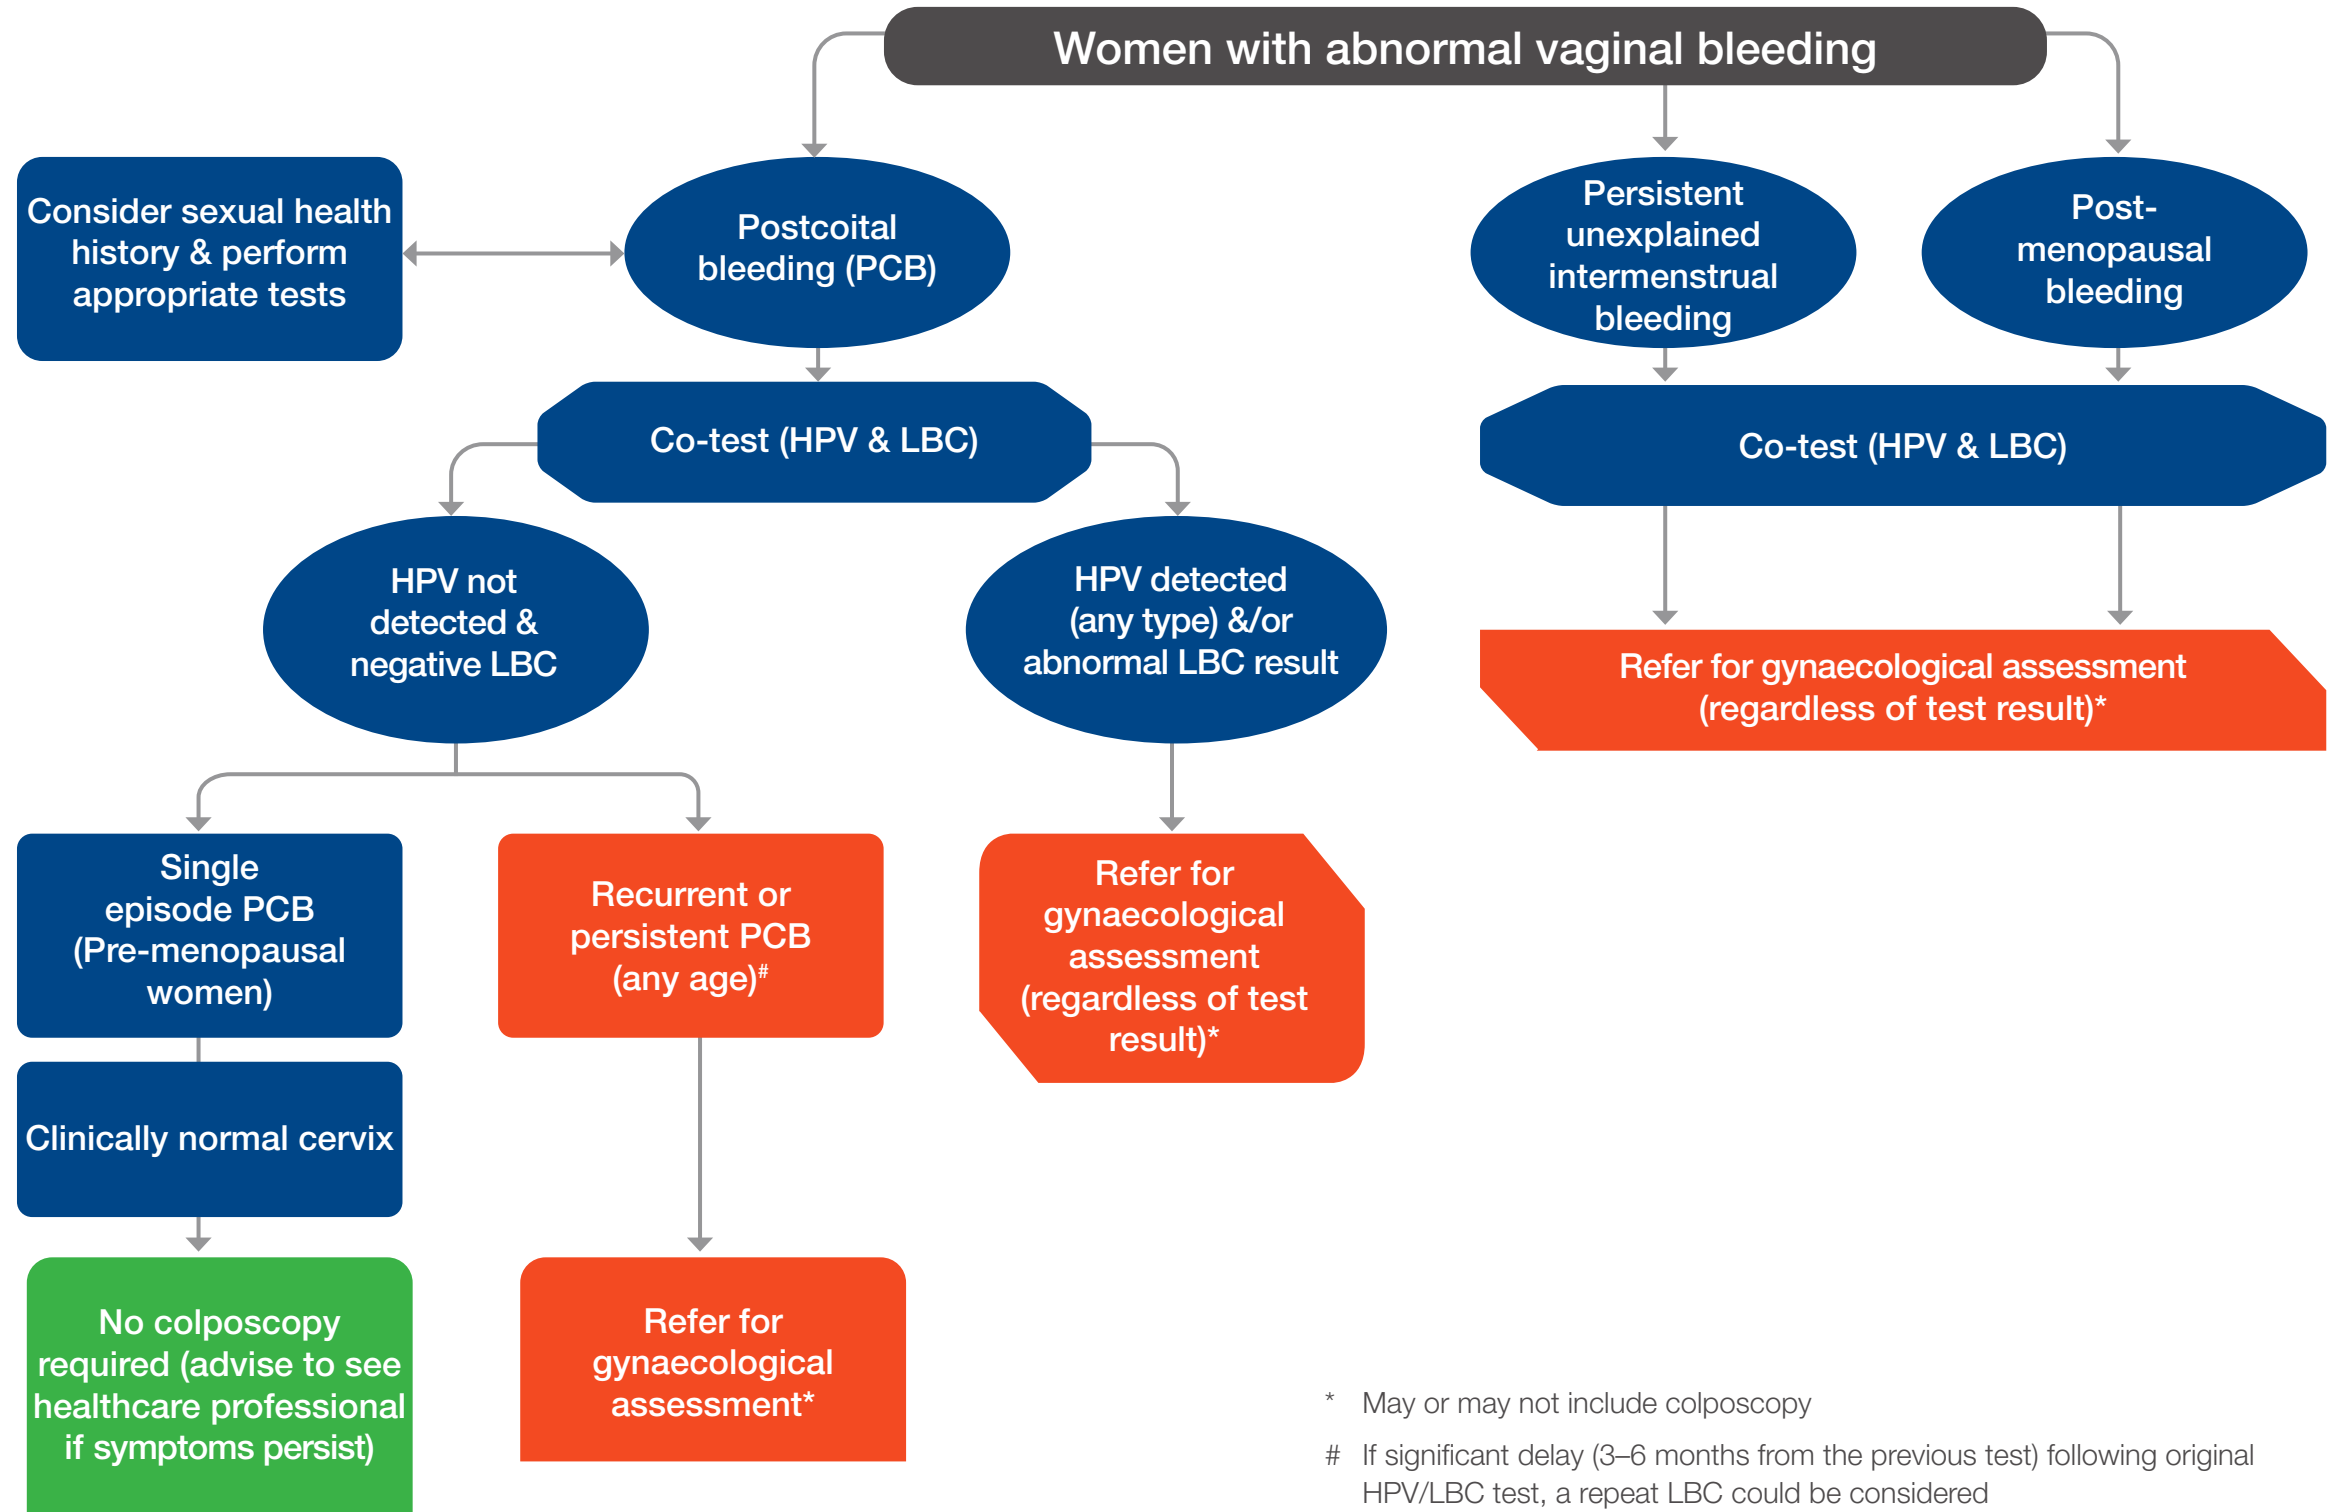 Women with abnormal vaginal bleeding
Consider sexual health
history & perform
appropriate tests
Postcoital
bleeding (PCB)
Persistent
unexplained
intermenstrual
bleeding
Post-
menopausal
bleeding
Co-test (HPV & LBC)
Co-test (HPV & LBC)
HPV not
detected &
negative LBC
HPV detected
(any type) &/or
abnormal LBC result
Refer for gynaecological assessment
(regardless of test result)*
Single
episode PCB
(Pre-menopausal
women)
Recurrent or
persistent PCB
(any age)#
Refer for
gynaecological
assessment
(regardless of test
result)*
Clinically normal cervix
No colposcopy
required (advise to see
healthcare professional
if symptoms persist)
Refer for
gynaecological
assessment*
* May or may not include colposcopy
# If significant delay (3–6 months from the previous test) following original
HPV/LBC test, a repeat LBC could be considered